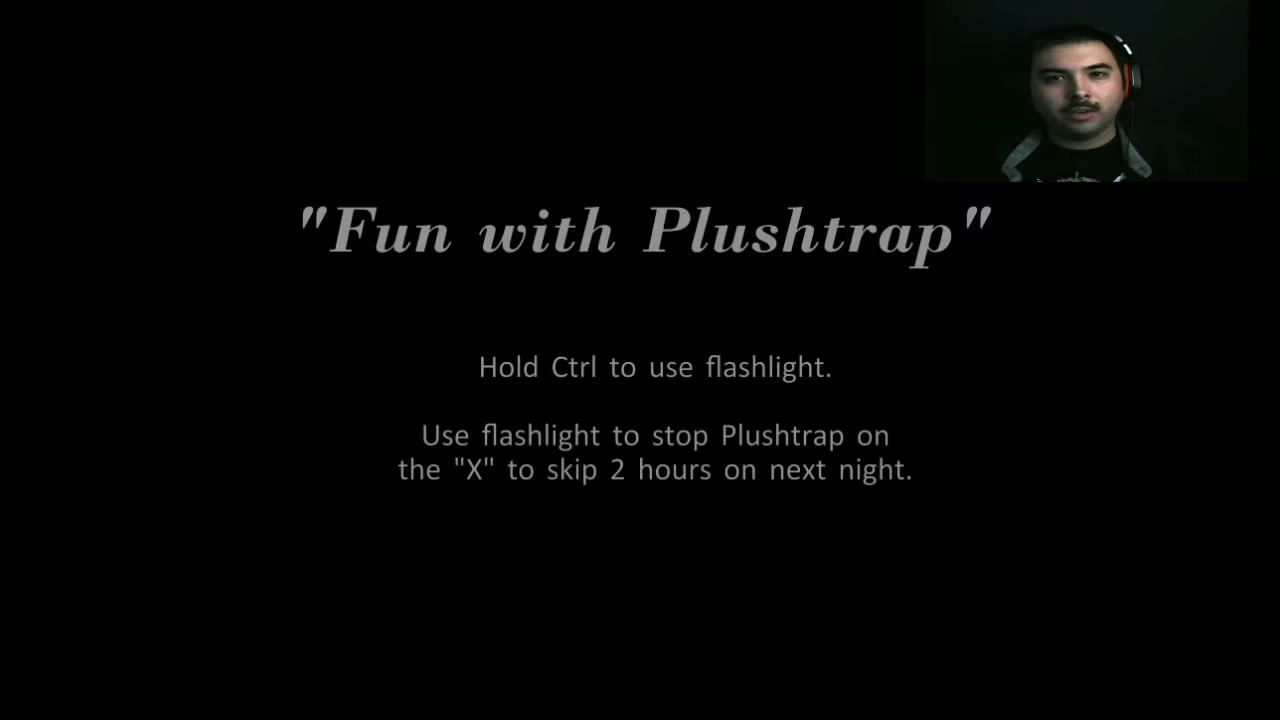 "Fun with Plushtrap"
Hold Ctrl to use flashlight.
Use flashlight to stop Plushtrap on
the "X" to skip 2 hours on next night.